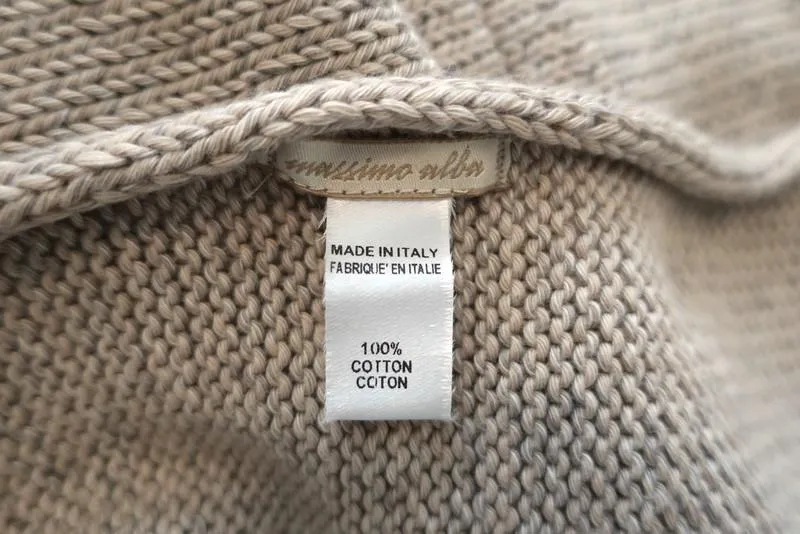 massimo alba
MADE IN ITALY
FABRIQUE' EN ITALIE
100%
COTTON
COTON